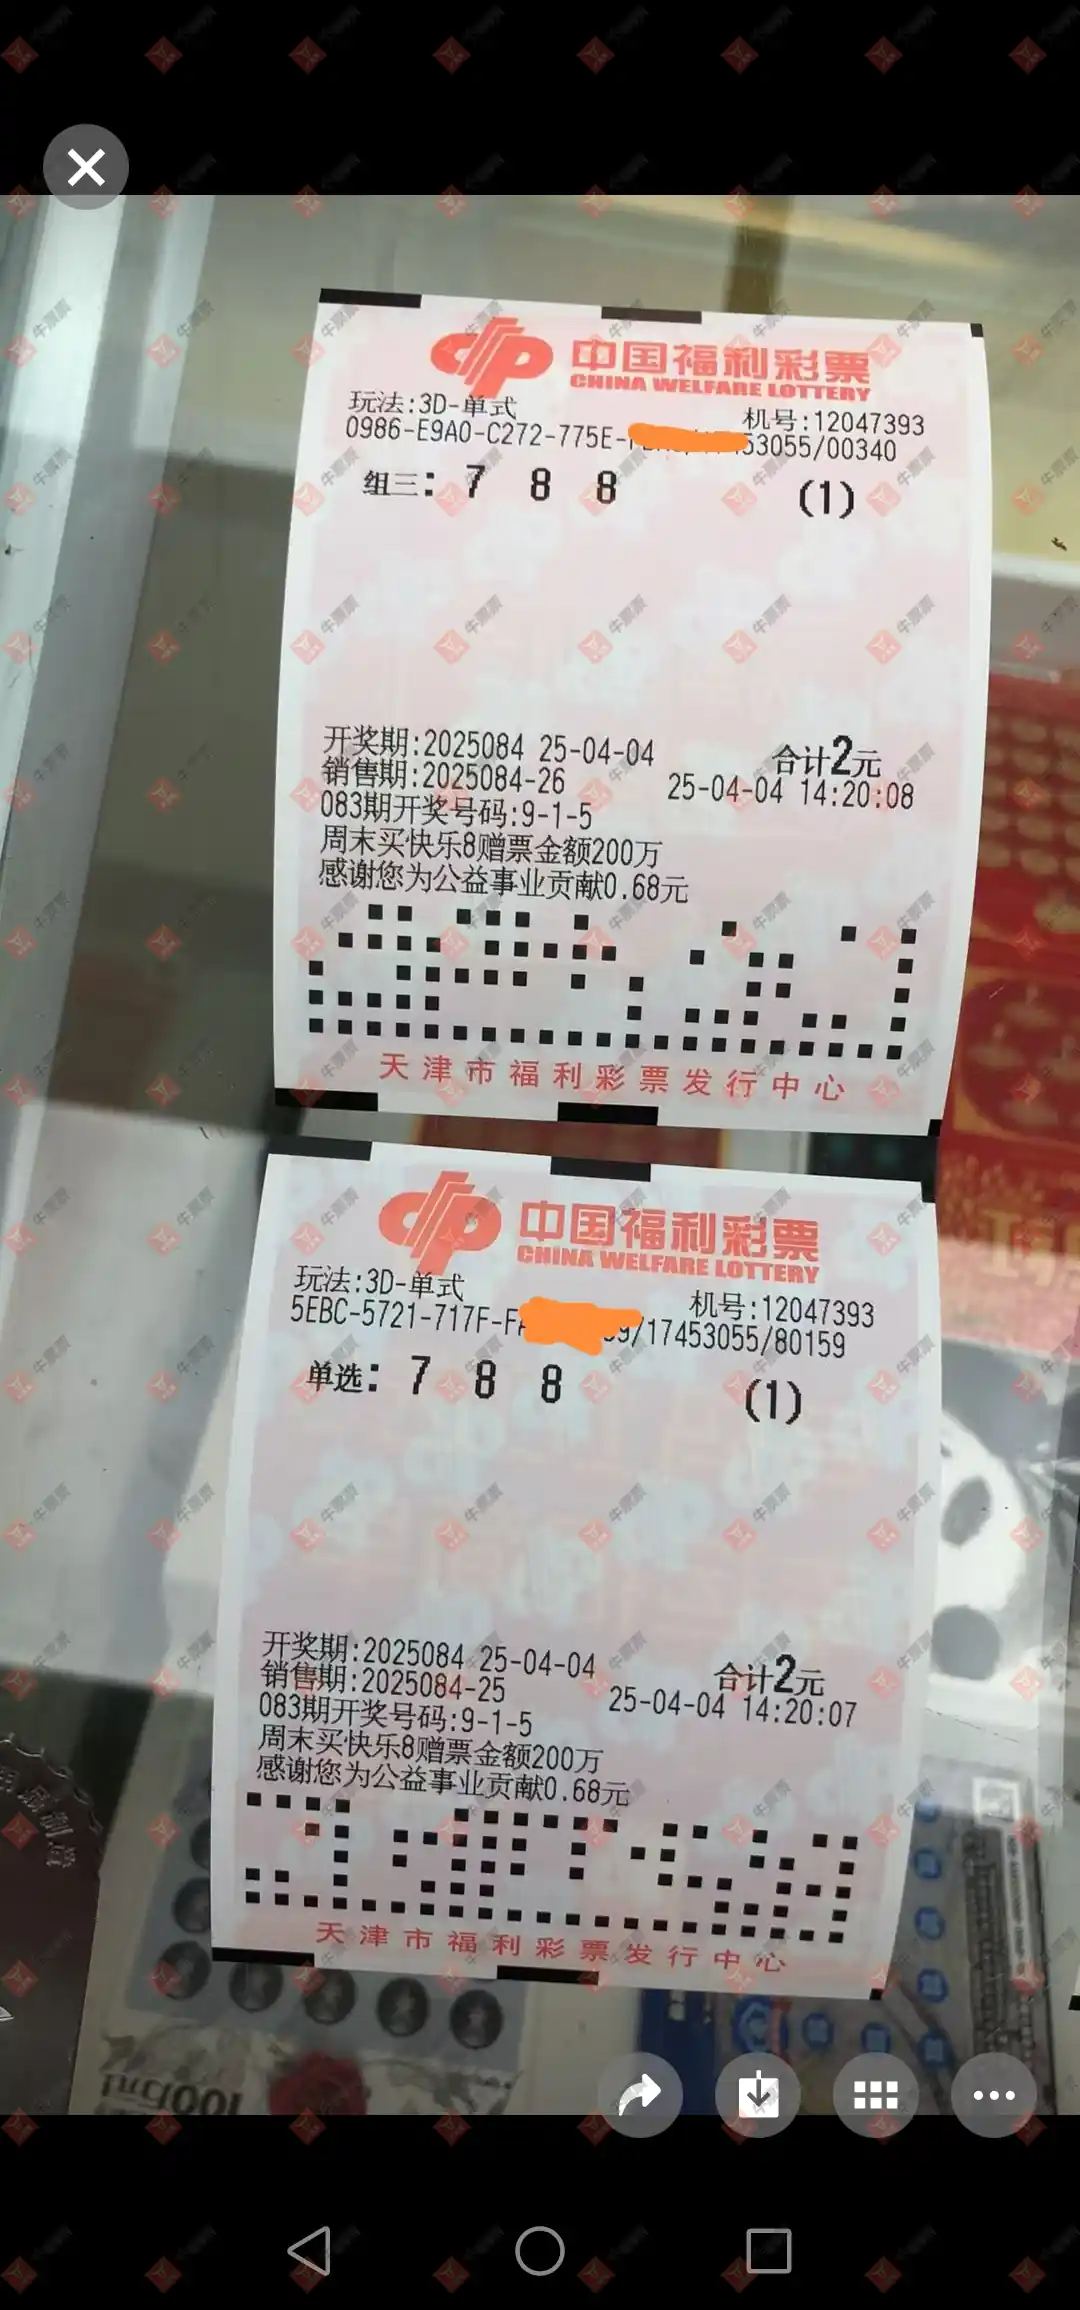 中国福利彩票
CHINA WELFARE LOTTERY
玩法:3D-单式
机号:12047393
0986-E9A0-C272-775E- 53055/00340
组三: 7 8 8 (1)
开奖期:2025084 25-04-04
合计2元
销售期:2025084-26
25-04-04 14:20:08
083期开奖号码:9-1-5
周末买快乐8赠票金额200万
感谢您为公益事业贡献0.68元
天津市福利彩票发行中心
中国福利彩票
CHINA WELFARE LOTTERY
玩法:3D-单式
机号:12047393
5EBC-5721-717F-F 9/17453055/80159
单选: 7 8 8 (1)
开奖期:2025084 25-04-04
合计2元
销售期:2025084-25
25-04-04 14:20:07
083期开奖号码:9-1-5
周末买快乐8赠票金额200万
感谢您为公益事业贡献0.68元
天津市福利彩票发行中心
牛票票